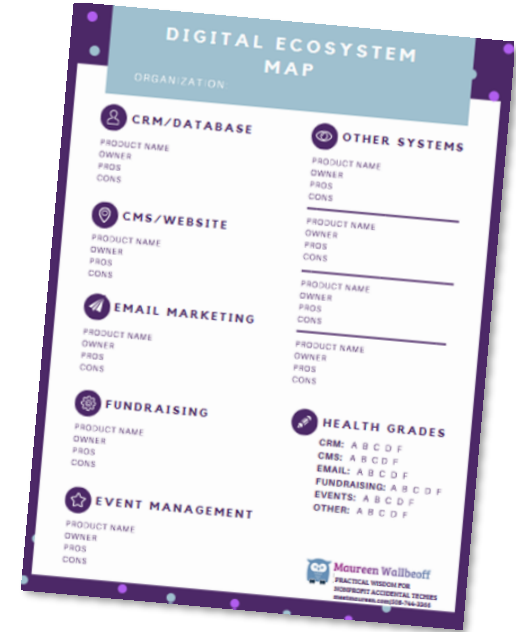 DIGITAL ECOSYSTEM
MAP
ORGANIZATION:
CRM/DATABASE
PRODUCT NAME
OWNER
PROS
CONS
CMS/WEBSITE
PRODUCT NAME
OWNER
PROS
CONS
EMAIL MARKETING
PRODUCT NAME
OWNER
PROS
CONS
FUNDRAISING
PRODUCT NAME
OWNER
PROS
CONS
EVENT MANAGEMENT
PRODUCT NAME
OWNER
PROS
CONS
OTHER SYSTEMS
PRODUCT NAME
OWNER
PROS
CONS
PRODUCT NAME
OWNER
PROS
CONS
PRODUCT NAME
OWNER
PROS
CONS
PRODUCT NAME
OWNER
PROS
CONS
HEALTH GRADES
CRM: A B C D F
CMS: A B C D F
EMAIL: A B C D F
FUNDRAISING: A B C D F
EVENTS: A B C D F
OTHER: A B C D F
Maureen Wallbeoff
PRACTICAL WISDOM FOR
NONPROFIT ACCIDENTAL TECHIES